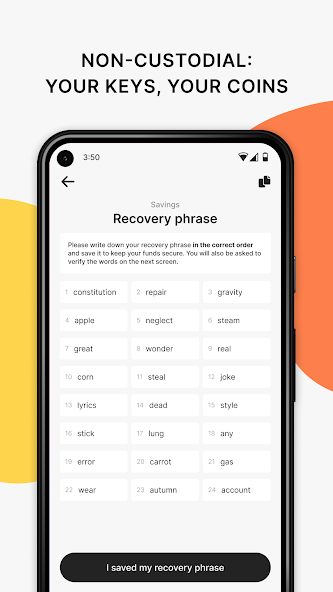 NON-CUSTODIAL:
YOUR KEYS, YOUR COINS
3:50
Savings
Recovery phrase
Please write down your recovery phrase in the correct order
and save it to keep your funds secure. You will also be asked to
verify the words on the next screen.
1 constitution 2 repair 3 gravity
4 apple 5 neglect 6 steam
7 great 8 wonder 9 real
10 corn 11 steal 12 joke
13 lyrics 14 dead 15 style
16 stick 17 lung 18 any
19 error 20 carrot 21 gas
22 wear 23 autumn 24 account
I saved my recovery phrase